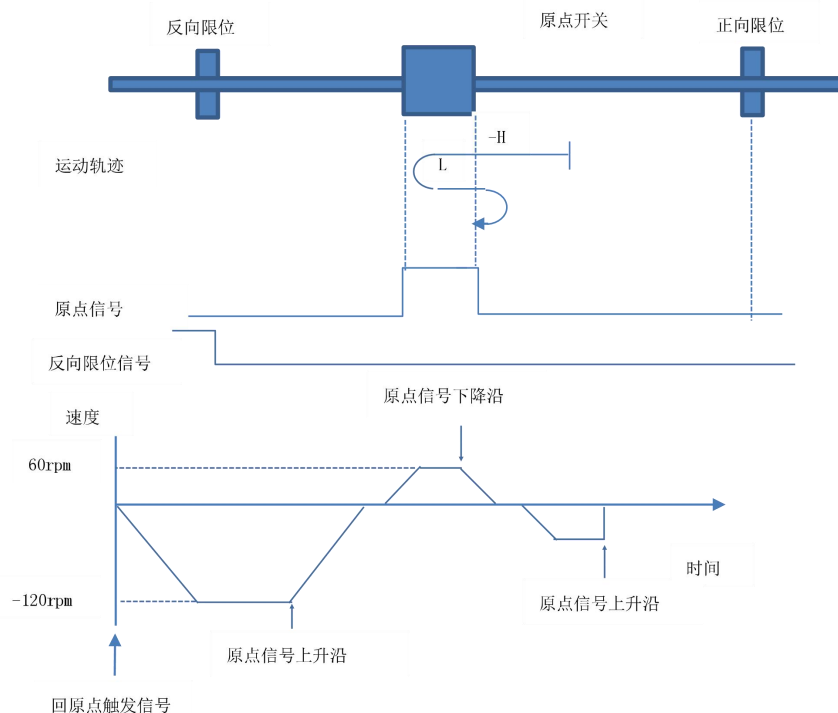 反向限位
原点开关
正向限位
运动轨迹
-H
L
原点信号
反向限位信号
原点信号下降沿
速度
60rpm
时间
-120rpm
原点信号上升沿
原点信号上升沿
回原点触发信号